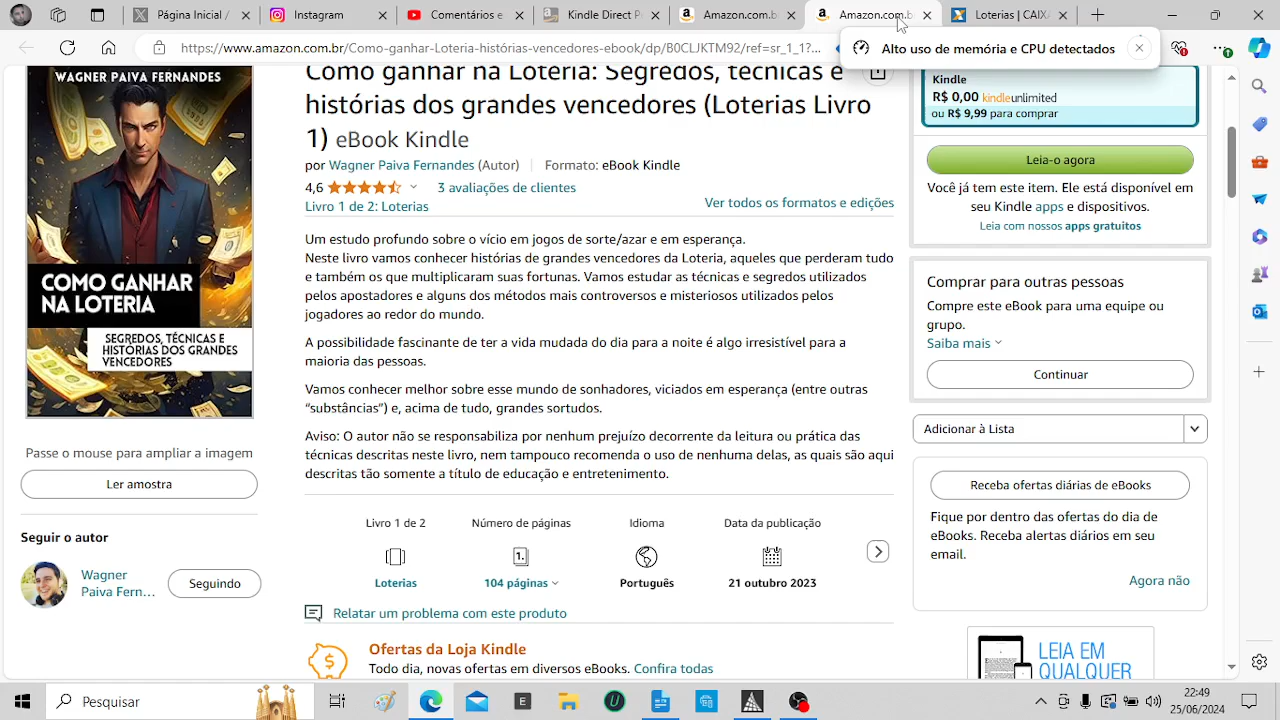 Página inicial / X
Instagram
Estatísticas do c
Kindle Direct Pu
Amazon.com.b
Amazon.com.b
Loterias | CAIX
https://www.amazon.com.br/Como-ganhar-Loteria-histórias-vencedores-ebook/dp/B0CLJKTM92/ref=sr_1_1?...
Alto uso de memória e CPU detectados
WAGNER PAIVA FERNANDES
COMO GANHAR
NA LOTERIA
SEGREDOS, TÉCNICAS E
HISTÓRIAS DOS GRANDES
VENCEDORES
Passe o mouse para ampliar a imagem
Ler amostra
Seguir o autor
Wagner
Paiva Fern...
Seguindo
Como ganhar na Loteria: Segredos, técnicas e
histórias dos grandes vencedores (Loterias Livro
1) eBook Kindle
por Wagner Paiva Fernandes (Autor) Formato: eBook Kindle
4,6 3 avaliações de clientes
Livro 1 de 2: Loterias
Ver todos os formatos e edições
Um estudo profundo sobre o vício em jogos de sorte/azar e em esperança.
Neste livro vamos conhecer histórias de grandes vencedores da Loteria, aqueles que perderam tudo
e também os que multiplicaram suas fortunas. Vamos estudar as técnicas e segredos utilizados
pelos apostadores e alguns dos métodos mais controversos e misteriosos utilizados pelos
jogadores ao redor do mundo.
A possibilidade fascinante de ter a vida mudada do dia para a noite é algo irresistível para a
maioria das pessoas.
Vamos conhecer melhor sobre esse mundo de sonhadores, viciados em esperança (entre outras
“substâncias”) e, acima de tudo, grandes sortudos.
Aviso: O autor não se responsabiliza por nenhum prejuízo decorrente da leitura ou prática das
técnicas descritas neste livro, nem tampouco recomenda o uso de nenhuma delas, as quais são aqui
descritas tão somente a título de educação e entretenimento.
Livro 1 de 2
Loterias
Número de páginas
1.
104 páginas
Idioma
Português
Data da publicação
21 outubro 2023
Relatar um problema com este produto
Ofertas da Loja Kindle
Todo dia, novas ofertas em diversos eBooks. Confira todas
Kindle
R$ 0,00 kindleunlimited
ou R$ 9,99 para comprar
Leia-o agora
Você já tem este item. Ele está disponível em
seu Kindle apps e dispositivos.
Leia com nossos apps gratuitos
Comprar para outras pessoas
Compre este eBook para uma equipe ou
grupo.
Saiba mais
Continuar
Adicionar à Lista
Receba ofertas diárias de eBooks
Fique por dentro das ofertas do dia de
eBooks. Receba alertas diários em seu
email.
Agora não
LEIA EM
QUALQUER
Pesquisar
22:49
25/06/2024